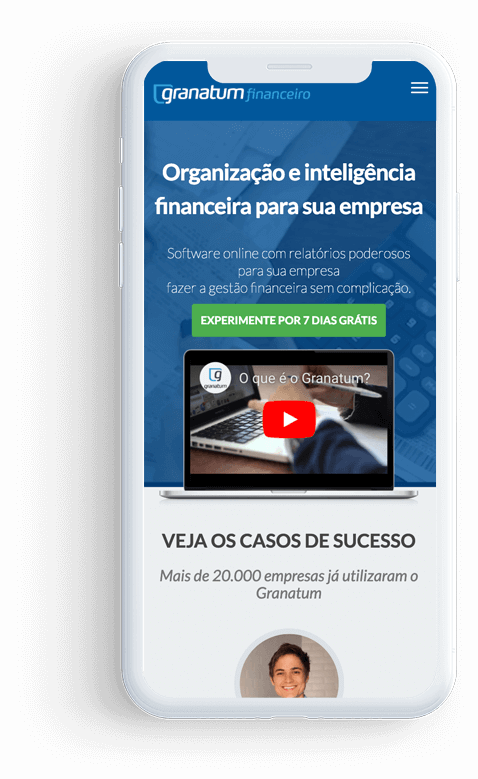 granatum financeiro
Organização e inteligência
financeira para sua empresa
Software online com relatórios poderosos
para sua empresa
fazer a gestão financeira sem complicação.
EXPERIMENTE POR 7 DIAS GRÁTIS
granatum
O que é o Granatum?
VEJA OS CASOS DE SUCESSO
Mais de 20.000 empresas já utilizaram o
Granatum